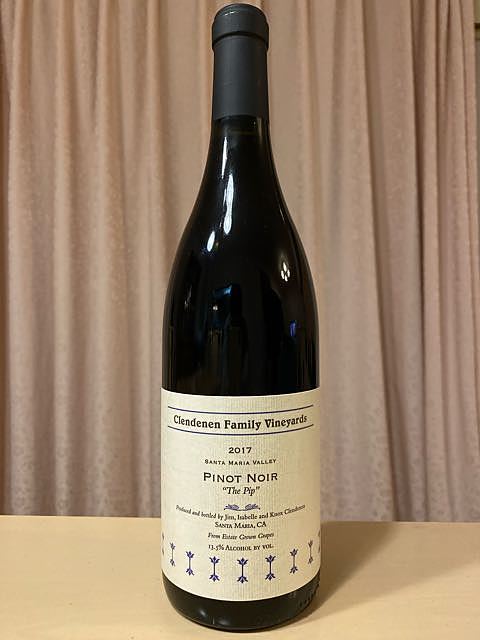 Clendenen Family Vineyards
2017
Santa Maria Valley
Pinot Noir
"The Pip"
Produced and bottled by Jim, Isabelle and Knox Clendenen
Santa Maria, CA
From Estate Grown Grapes
13.5% Alcohol by vol.